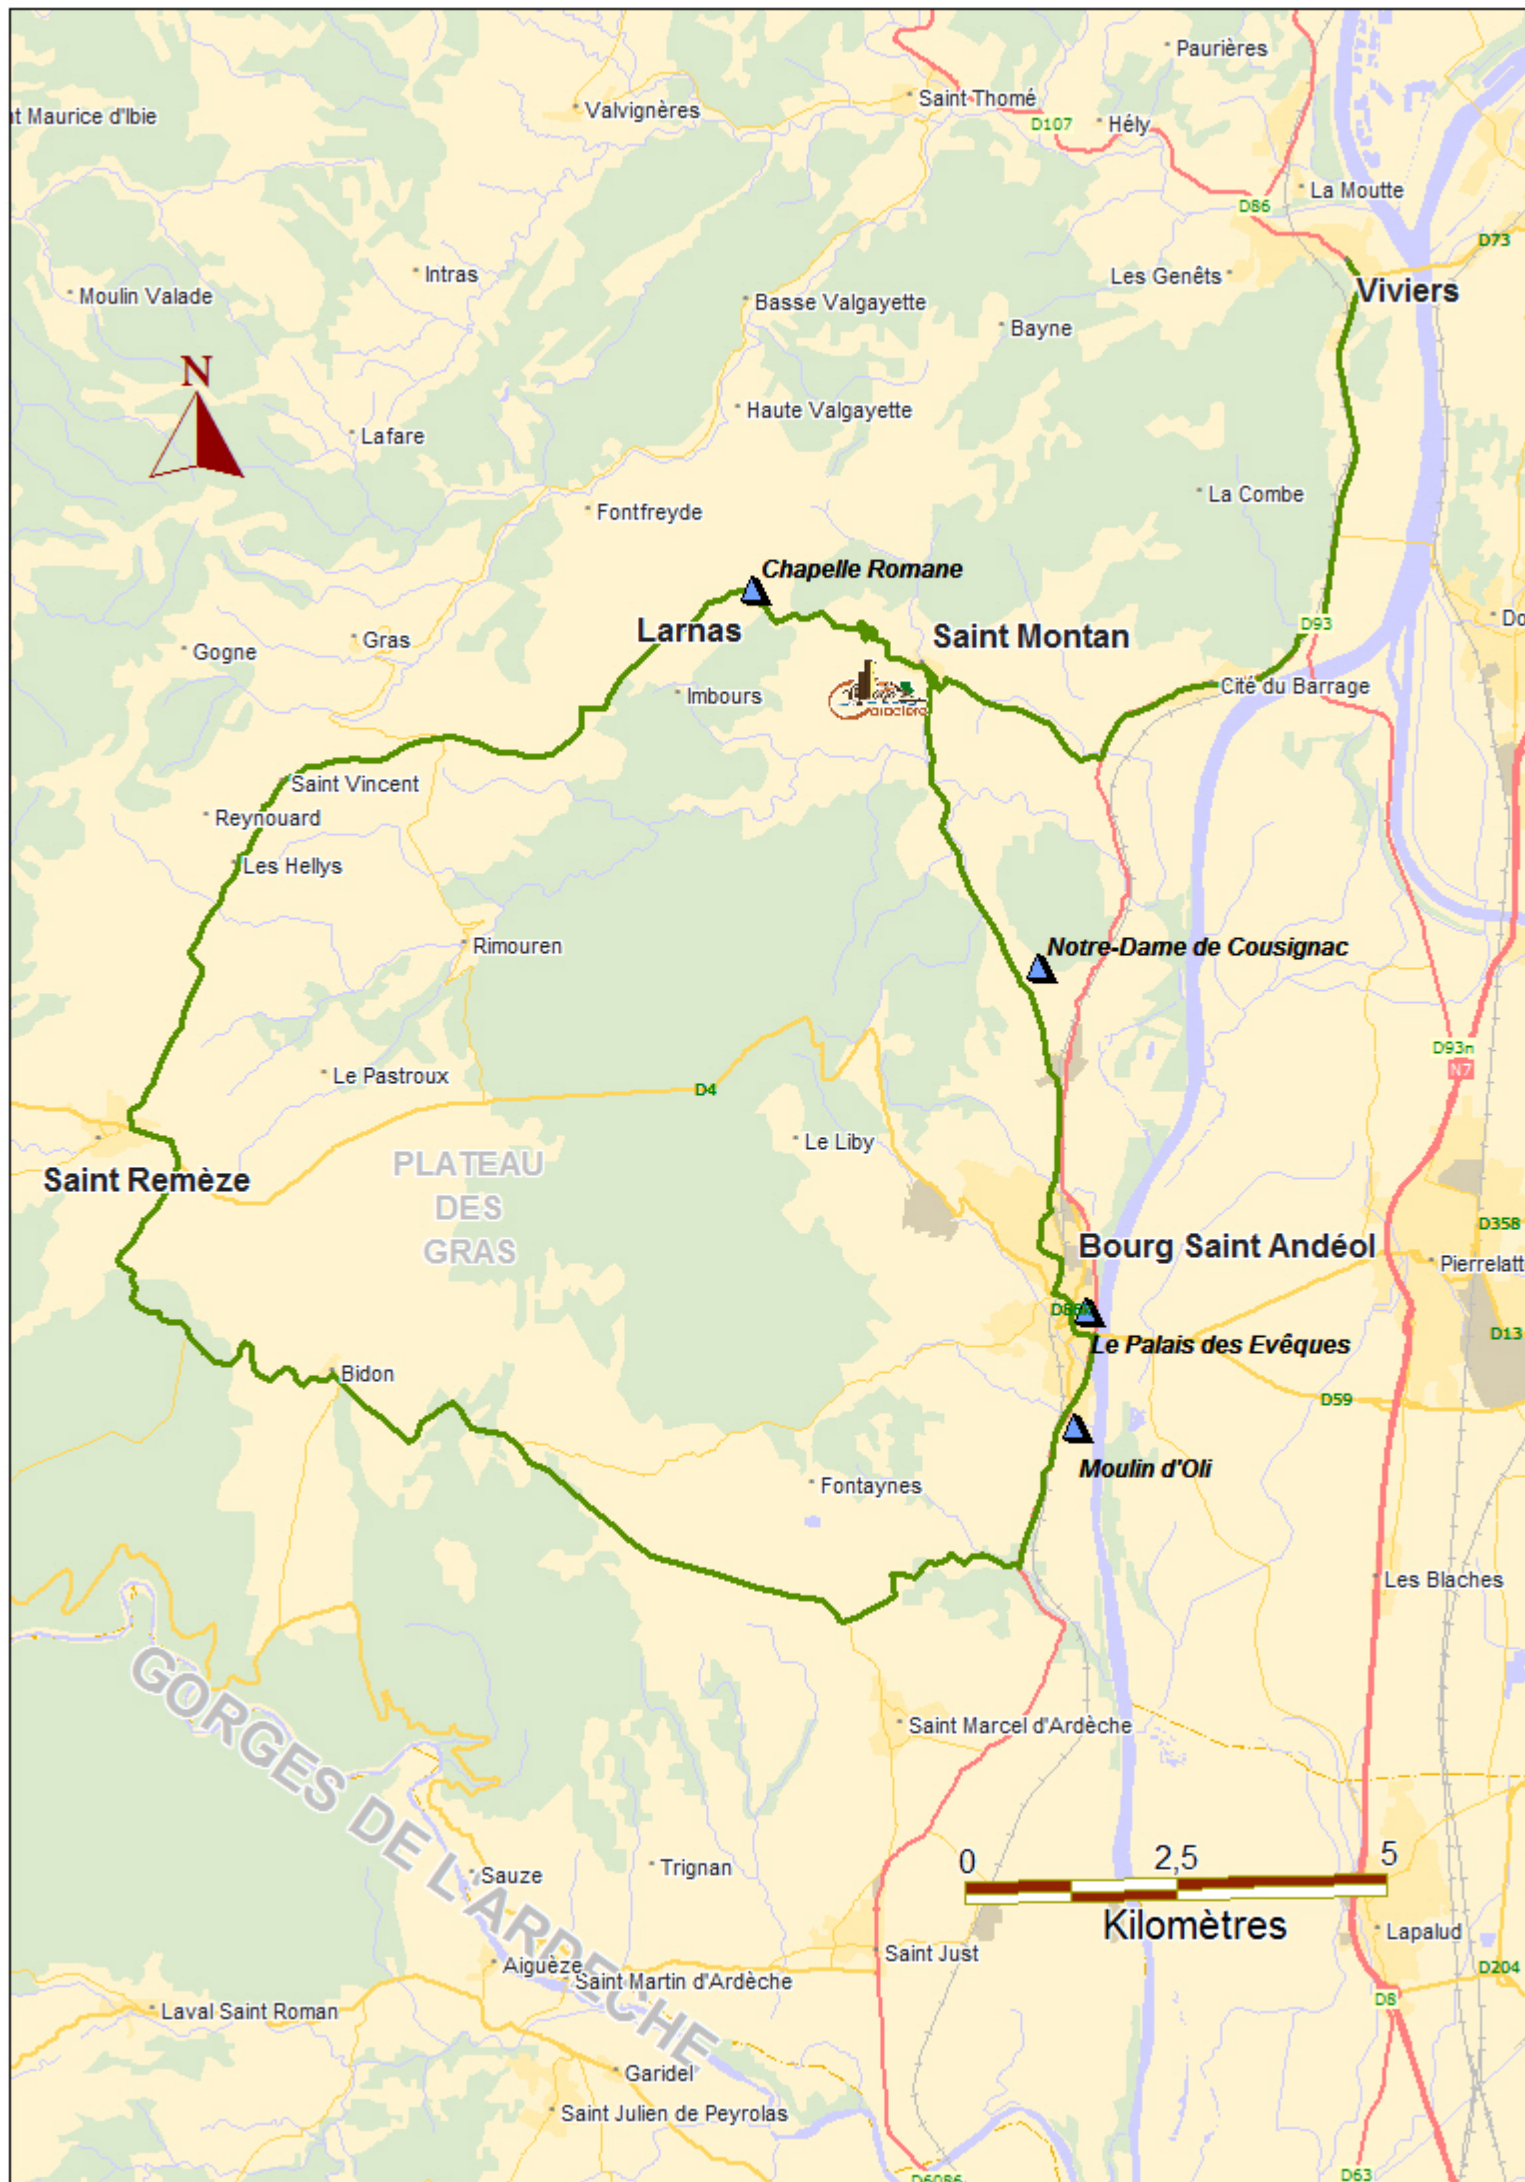 Paurières
Saint Thomé
Valvignères
nt Maurice d'Ibie
D107
Hély
La Moutte
D86
D73
Intras
Les Genêts
Moulin Valade
Viviers
Basse Valgayette
Bayne
N
Haute Valgayette
Lafare
La Combe
Fontfreyde
Chapelle Romane
Do
D93
Larnas
Saint Montan
Gras
Gogne
Cité du Barrage
Imbours
Saint Vincent
Reynouard
Les Hellys
Rimouren
Notre-Dame de Cousignac
D93n
N7
Le Pastroux
D4
Le Liby
PLATEAU
DES
GRAS
Saint Remèze
D358
Bourg Saint Andéol
Pierrelatt
D13
Le Palais des Evêques
Bidon
D59
Moulin d'Oli
Fontaynes
Les Blaches
GORGES DE L'ARDECHE
Saint Marcel d'Ardèche
0 2,5 5
Kilomètres
Trignan
Sauze
Lapalud
Saint Just
Aiguèze
D204
Saint Martin d'Ardèche
D8
Laval Saint Roman
Garidel
Saint Julien de Peyrolas
D63
D6086